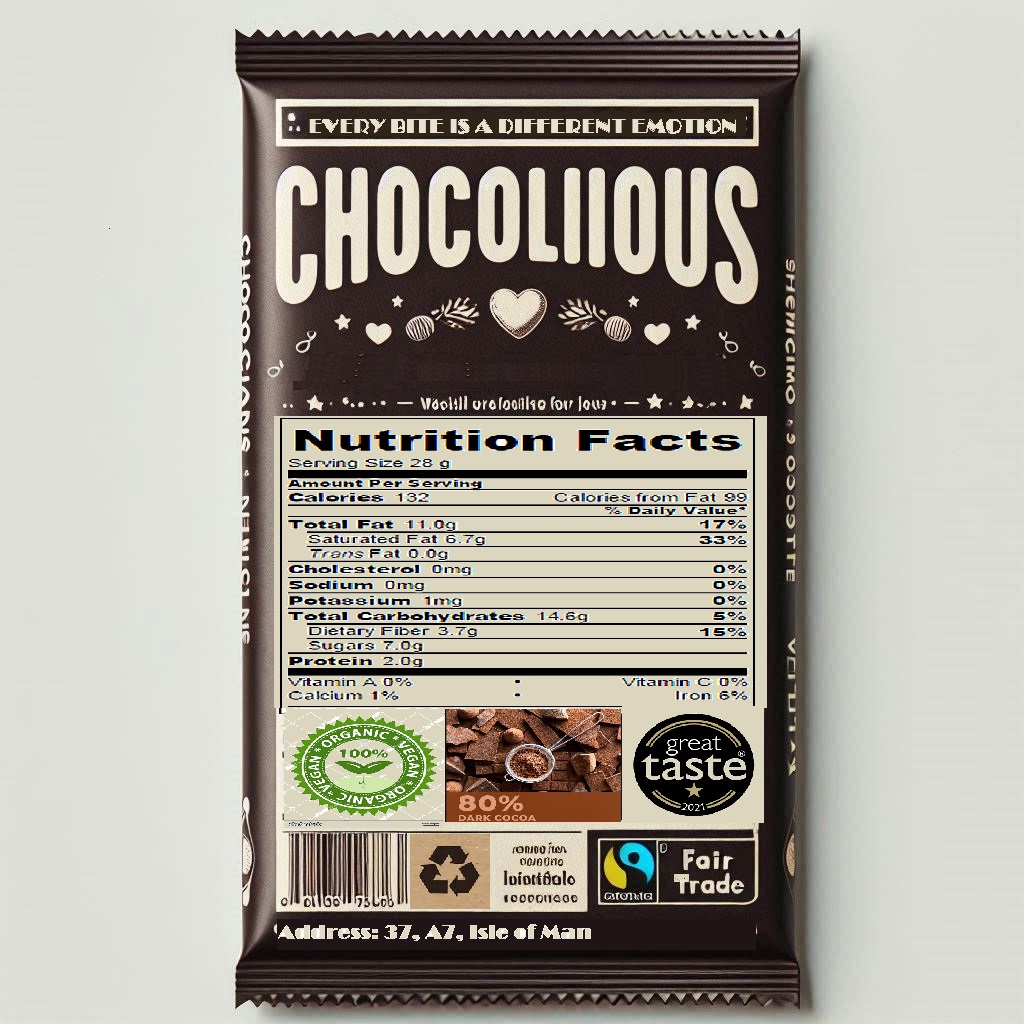 EVERY BITE IS A DIFFERENT EMOTION
CHOCOLIIOUS
Nutrition Facts
Serving Size 28 g
Amount Per Serving
Calories 132 Calories from Fat 99
% Daily Value*
Total Fat 11.0g 17%
Saturated Fat 6.7g 33%
Trans Fat 0.0g
Cholesterol 0mg 0%
Sodium 0mg 0%
Potassium 1mg 0%
Total Carbohydrates 14.6g 5%
Dietary Fiber 3.7g 15%
Sugars 7.0g
Protein 2.0g
Vitamin A 0% • Vitamin C 0%
Calcium 1% • Iron 6%
ORGANIC • VEGAN • ORGANIC • VEGAN
100%
80%
DARK COCOA
great
taste®
2021
Fair
Trade
Address: 37, A7, Isle of Man